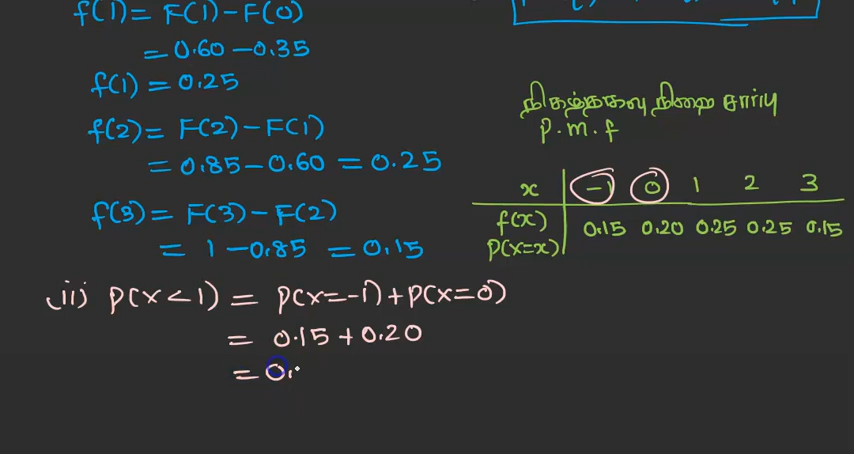 f(1) = F(1) - F(0)
= 0.60 - 0.35
f(1) = 0.25
f(2) = F(2) - F(1)
= 0.85 - 0.60 = 0.25
f(3) = F(3) - F(2)
= 1 - 0.85 = 0.15
நிகழ்தகவு நிறை சார்பு
P.m.f
x -1 0 1 2 3
f(x) 0.15 0.20 0.25 0.25 0.15
P(X=x)
ii) P(X < 1) = P(X = -1) + P(X = 0)
= 0.15 + 0.20
= 0.